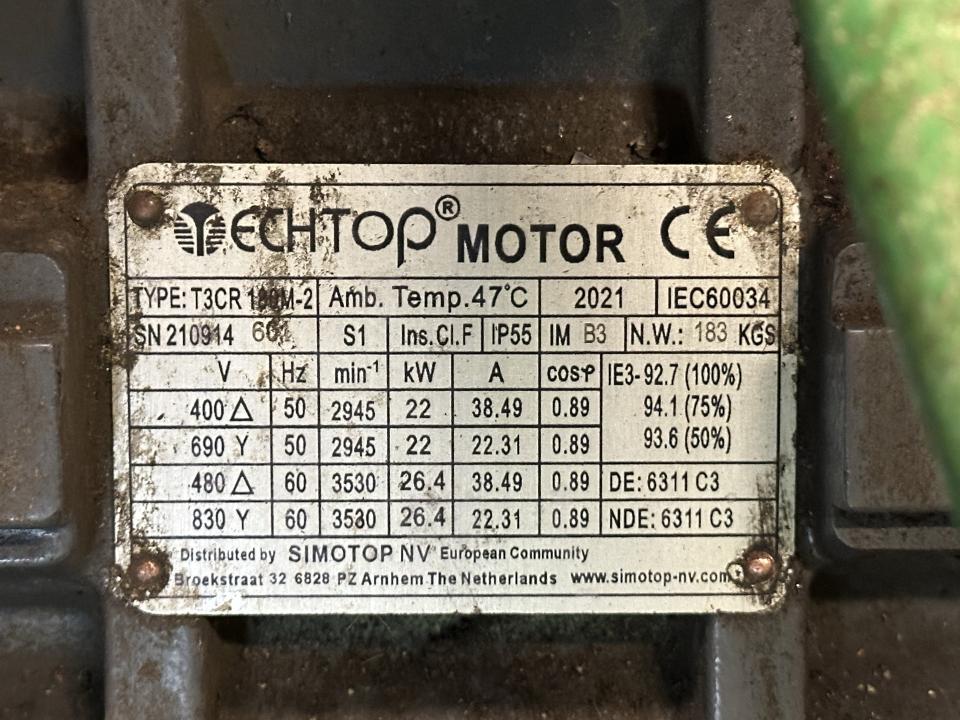 TECHTOP® MOTOR CE
TYPE: T3CR 180M-2 Amb. Temp.47°C 2021 IEC60034
SN 210914 S1 Ins.Cl.F IP55 IM B3 N.W.: 183 KGS
V Hz min⁻¹ kW A cosφ IE3-92.7 (100%)
400 △ 50 2945 22 38.49 0.89 94.1 (75%)
690 Y 50 2945 22 22.31 0.89 93.6 (50%)
480 △ 60 3530 26.4 38.49 0.89 DE: 6311 C3
830 Y 60 3530 26.4 22.31 0.89 NDE: 6311 C3
Distributed by SIMOTOP NV European Community
Broekstraat 32 6828 PZ Arnhem The Netherlands www.simotop-nv.com